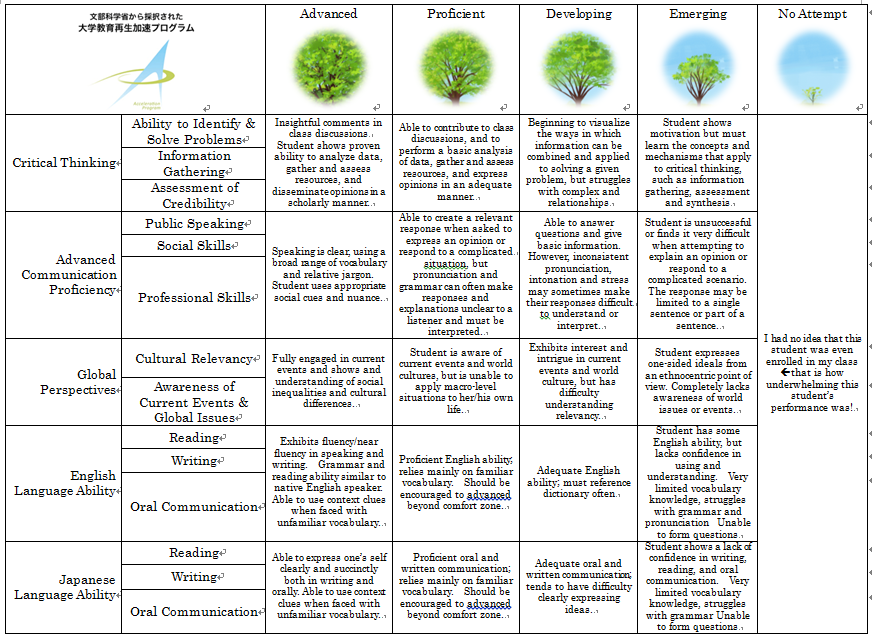 文部科学省から採択された
大学教育再生加速プログラム
Acceleration
Program
Advanced
Proficient
Developing
Emerging
No Attempt
Critical Thinking
Ability to Identify &
Solve Problems
Information
Gathering
Assessment of
Credibility
Insightful comments in
class discussions.
Student shows proven
ability to analyze data,
gather and assess
resources, and
disseminate opinions in a
scholarly manner.
Able to contribute to class
discussions, and to
perform a basic analysis
of data, gather and assess
resources, and express
opinions in an adequate
manner.
Beginning to visualize
the ways in which
information can be
combined and applied
to solving a given
problem, but struggles
with complex and
relationships.
Student shows
motivation but must
learn the concepts and
mechanisms that apply
to critical thinking,
such as information
gathering, assessment
and synthesis.
Advanced
Communication
Proficiency
Public Speaking
Social Skills
Professional Skills
Speaking is clear, using a
broad range of vocabulary
and relative jargon.
Student uses appropriate
social cues and nuance.
Able to create a relevant
response when asked to
express an opinion or
respond to a complicated
situation, but
pronunciation and
grammar can often make
responses and
explanations unclear to a
listener and must be
interpreted.
Able to answer
questions and give
basic information.
However, inconsistent
pronunciation,
intonation and stress
may sometimes make
their responses difficult
to understand or
interpret.
Student is unsuccessful
or finds it very difficult
when attempting to
explain an opinion or
respond to a
complicated scenario.
The response may be
limited to a single
sentence or part of a
sentence.
Global
Perspectives
Cultural Relevancy
Awareness of
Current Events &
Global Issues
Fully engaged in current
events and shows and
understanding of social
inequalities and cultural
differences.
Student is aware of
current events and world
cultures, but is unable to
apply macro-level
situations to her/his own
life.
Exhibits interest and
intrigue in current
events and world
culture, but has
difficulty
understanding
relevancy.
Student expresses
one-sided ideals from
an ethnocentric point of
view. Completely lacks
awareness of world
issues or events.
I had no idea that this
student was even
enrolled in my class
←that is how
underwhelming this
student's
performance was!
English
Language Ability
Reading
Writing
Oral Communication
Exhibits fluency/near
fluency in speaking and
writing. Grammar and
reading ability similar to
native English speaker.
Able to use context clues
when faced with
unfamiliar vocabulary.
Proficient English ability;
relies mainly on familiar
vocabulary. Should be
encouraged to advanced
beyond comfort zone.
Adequate English
ability; must reference
dictionary often.
Student has some
English ability, but
lacks confidence in
using and
understanding. Very
limited vocabulary
knowledge, struggles
with grammar and
pronunciation Unable
to form questions.
Japanese
Language Ability
Reading
Writing
Oral Communication
Able to express one's self
clearly and succinctly
both in writing and
orally. Able to use context
clues when faced with
unfamiliar vocabulary.
Proficient oral and
written communication;
relies mainly on familiar
vocabulary. Should be
encouraged to advanced
beyond comfort zone.
Adequate oral and
written communication;
tends to have difficulty
clearly expressing
ideas.
Student shows a lack of
confidence in writing,
reading, and oral
communication. Very
limited vocabulary
knowledge, struggles
with grammar Unable
to form questions.